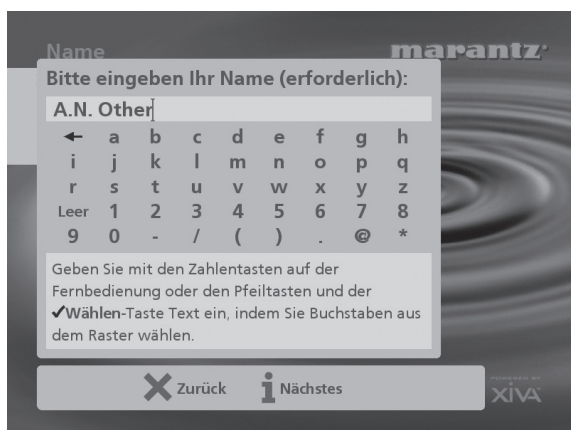 Name
marantz
Bitte eingeben Ihr Name (erforderlich):
A.N. Other
← a b c d e f g h
i j k l m n o p q
r s t u v w x y z
Leer 1 2 3 4 5 6 7 8
9 0 - / ( ) . @ *
Geben Sie mit den Zahlentasten auf der
Fernbedienung oder den Pfeiltasten und der
✓Wählen-Taste Text ein, indem Sie Buchstaben aus
dem Raster wählen.
Zurück
Nächstes
POWERED BY
XIVA